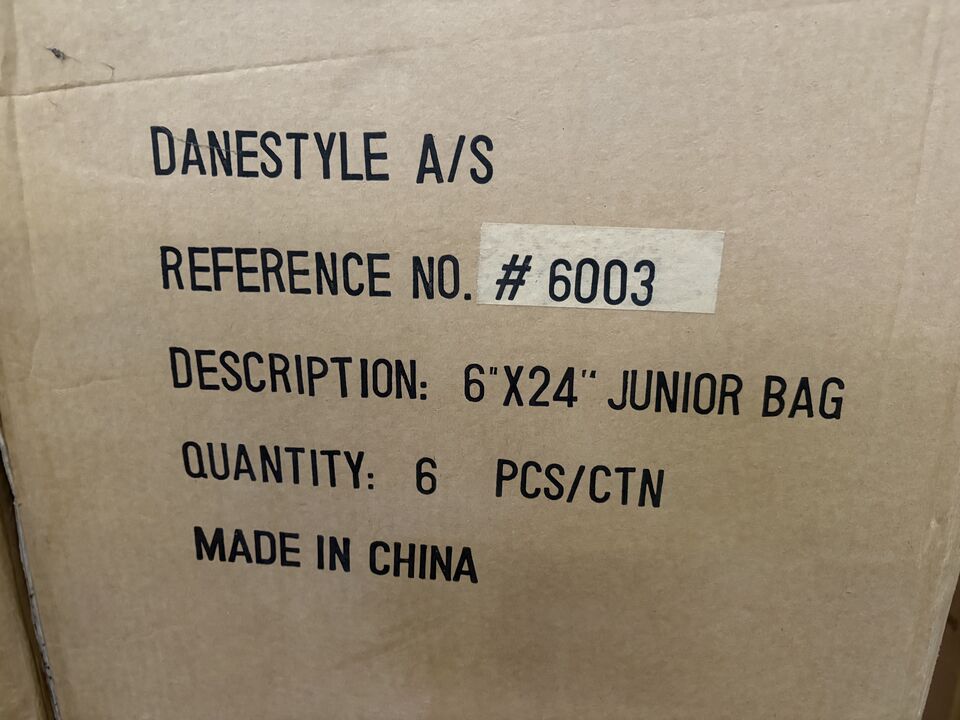 DANESTYLE A/S
REFERENCE NO. # 6003
DESCRIPTION: 6"X24" JUNIOR BAG
QUANTITY: 6 PCS/CTN
MADE IN CHINA